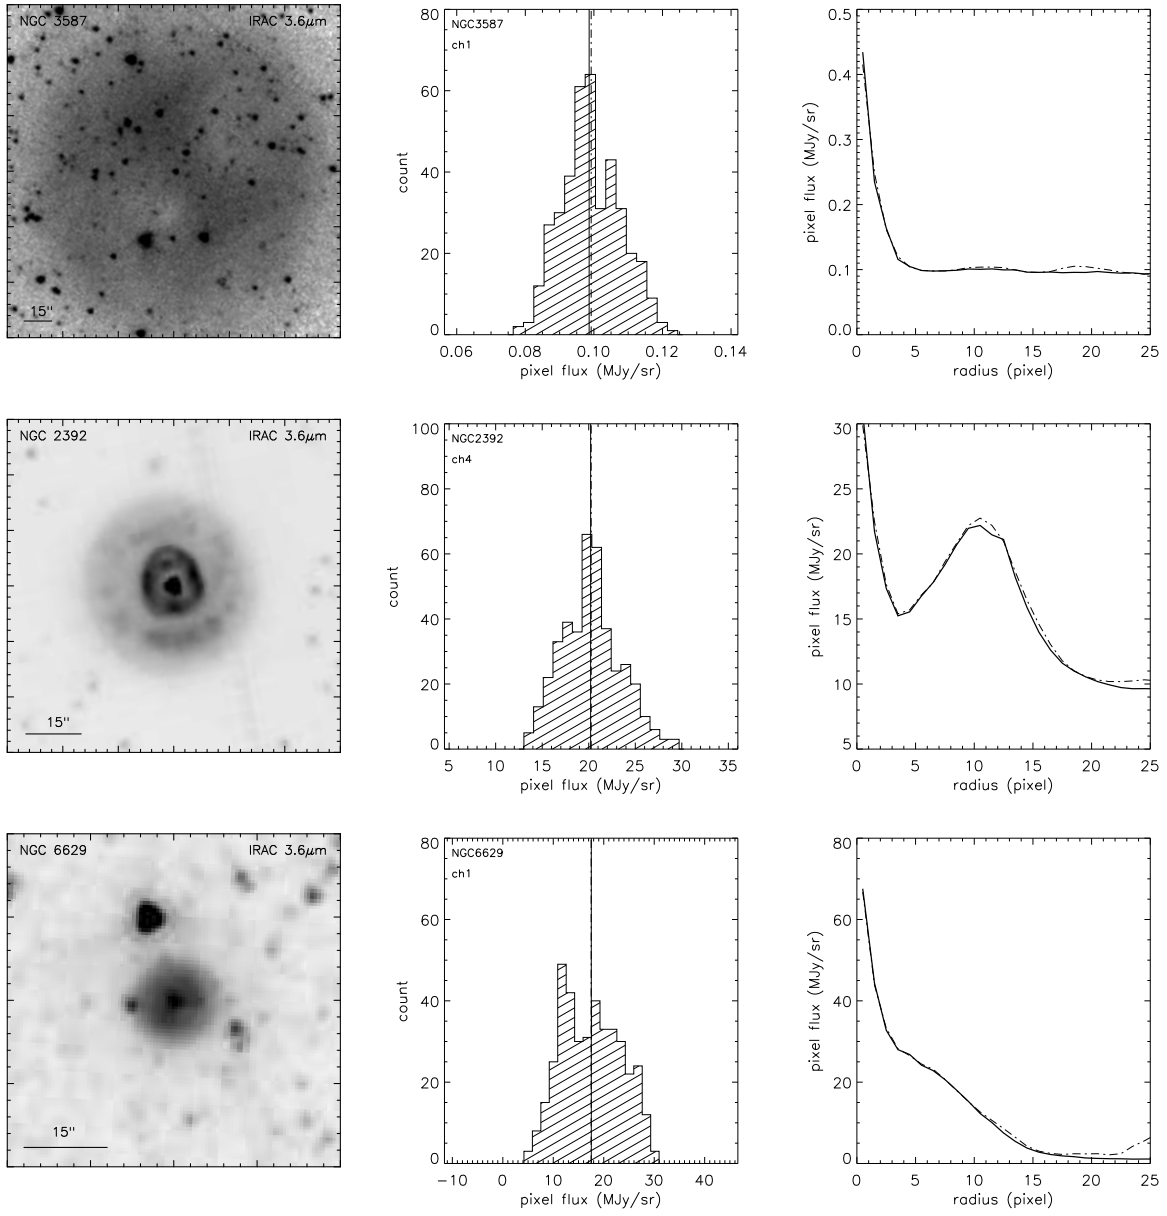 NGC 3587 IRAC 3.6μm
15"
NGC3587
ch1
80
60
40
20
0
count
0.06 0.08 0.10 0.12 0.14
pixel flux (MJy/sr)
0.5
0.4
0.3
0.2
0.1
0.0
pixel flux (MJy/sr)
0 5 10 15 20 25
radius (pixel)
NGC 2392 IRAC 3.6μm
15"
NGC2392
ch4
100
80
60
40
20
0
count
5 10 15 20 25 30 35
pixel flux (MJy/sr)
30
25
20
15
10
5
pixel flux (MJy/sr)
0 5 10 15 20 25
radius (pixel)
NGC 6629 IRAC 3.6μm
15"
NGC6629
ch1
80
60
40
20
0
count
-10 0 10 20 30 40
pixel flux (MJy/sr)
80
60
40
20
0
pixel flux (MJy/sr)
0 5 10 15 20 25
radius (pixel)